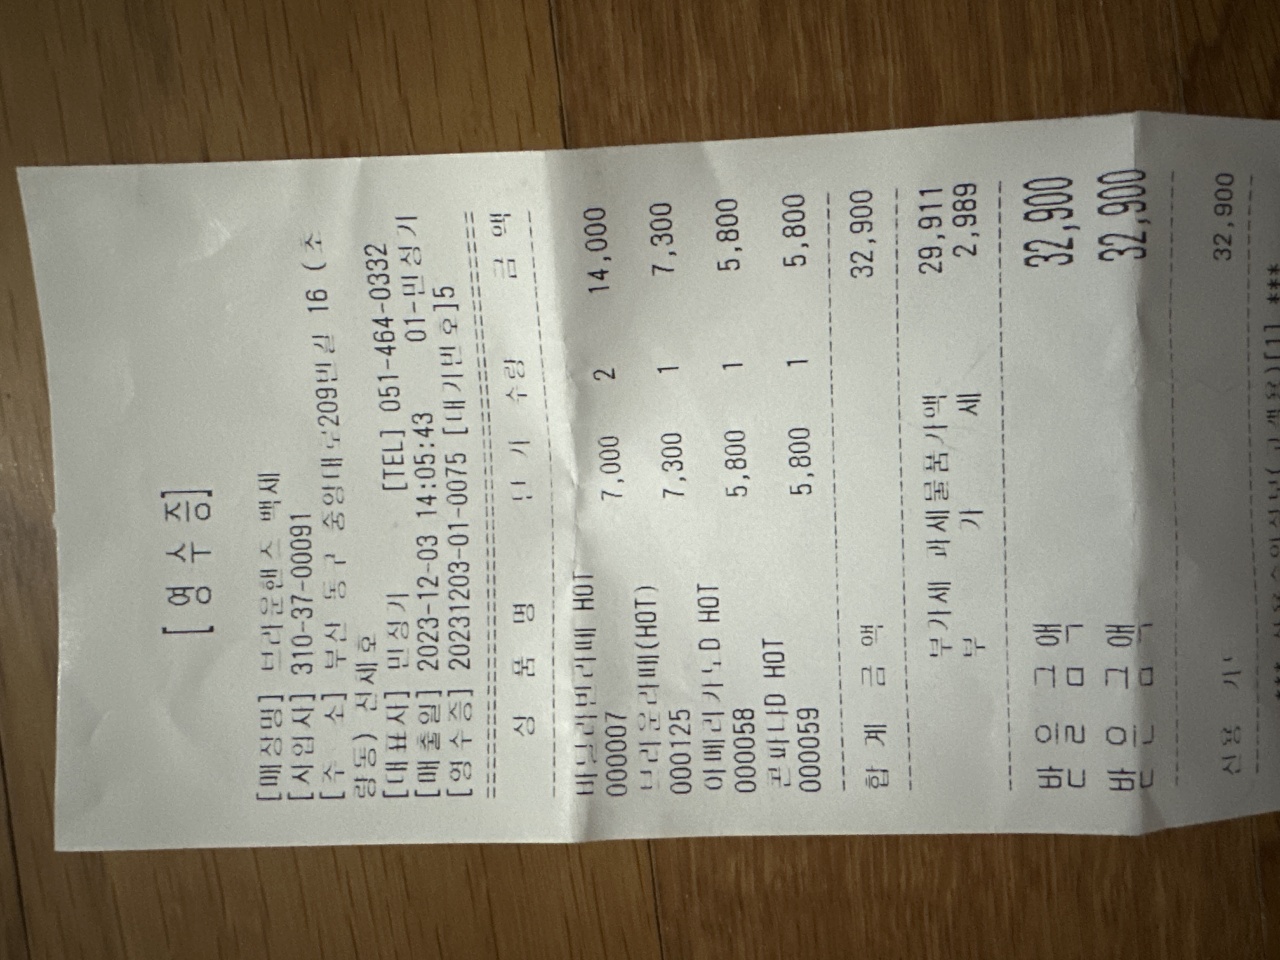 [ 영 수 증 ]
[매장명] 브라운핸즈 백제
[사업자] 310-37-00091
[주 소] 부산 동구 중앙대로209번길 16 (초
량동)
[대표자] 민성기 [TEL] 051-464-0332
[매출일] 2023-12-03 14:05:43 01-민성기
[영수증] 20231203-01-0075 [대기번호]5
========================================
상 품 명 단 가 수량 금 액
----------------------------------------
바닐라빈라떼 HOT
000007 7,000 2 14,000
브라운라떼(HOT)
000125 7,300 1 7,300
아메리카노D HOT
000058 5,800 1 5,800
콘파나D HOT
000059 5,800 1 5,800
----------------------------------------
합 계 금 액 32,900
----------------------------------------
부가세 과세물품가액 29,911
부 가 세 2,989
----------------------------------------
받을금액 32,900
받은금액 32,900
----------------------------------------
신용카드 32,900
----------------------------------------